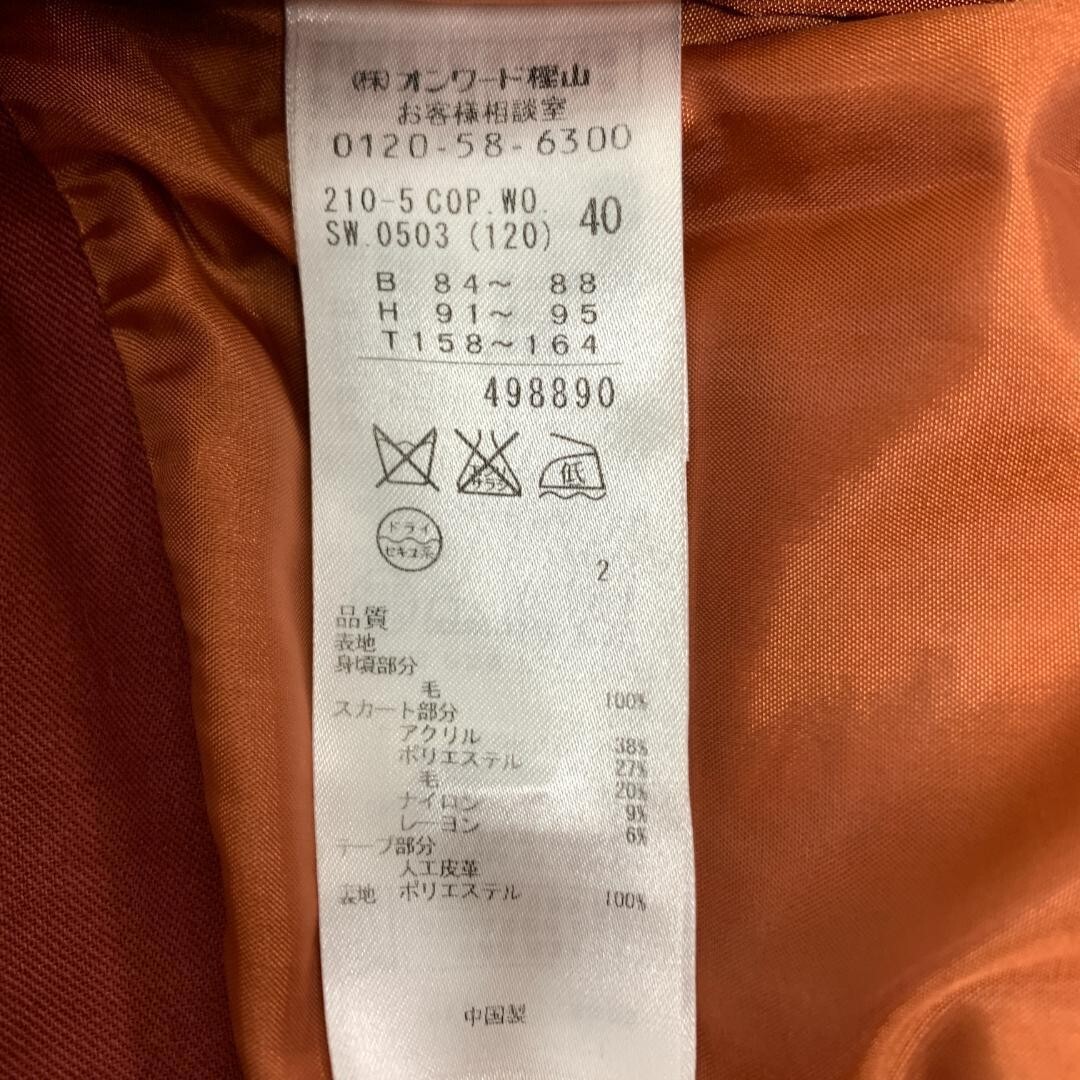 (株)オンワード樫山
お客様相談室
0120-58-6300
210-5 COP.WO.
SW.0503 (120) 40
B 84～ 88
H 91～ 95
T158～164
498890
低
ドライ
セキユ系
2
品質
表地
身頃部分
毛 100%
スカート部分
アクリル 38%
ポリエステル 27%
毛 20%
ナイロン 9%
レーヨン 6%
テープ部分
人工皮革
ポリエステル 100%
中国製